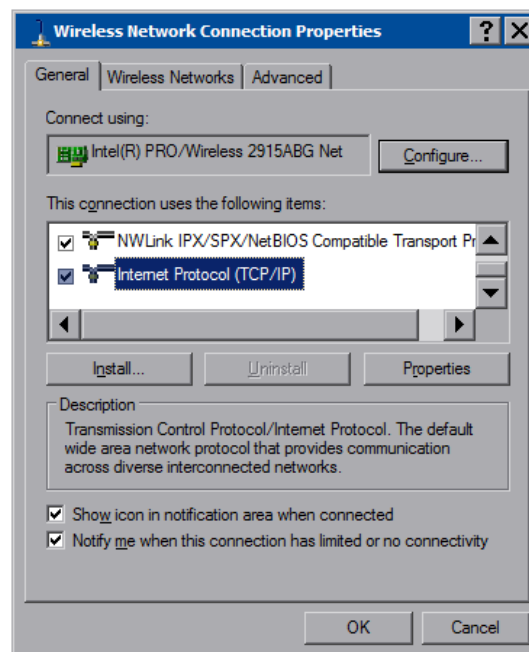 Wireless Network Connection Properties
General
Wireless Networks
Advanced
Connect using:
Intel(R) PRO/Wireless 2915ABG Net
Configure...
This connection uses the following items:
NWLink IPX/SPX/NetBIOS Compatible Transport Pr
Internet Protocol (TCP/IP)
Install...
Uninstall
Properties
Description
Transmission Control Protocol/Internet Protocol. The default
wide area network protocol that provides communication
across diverse interconnected networks.
Show icon in notification area when connected
Notify me when this connection has limited or no connectivity
OK
Cancel